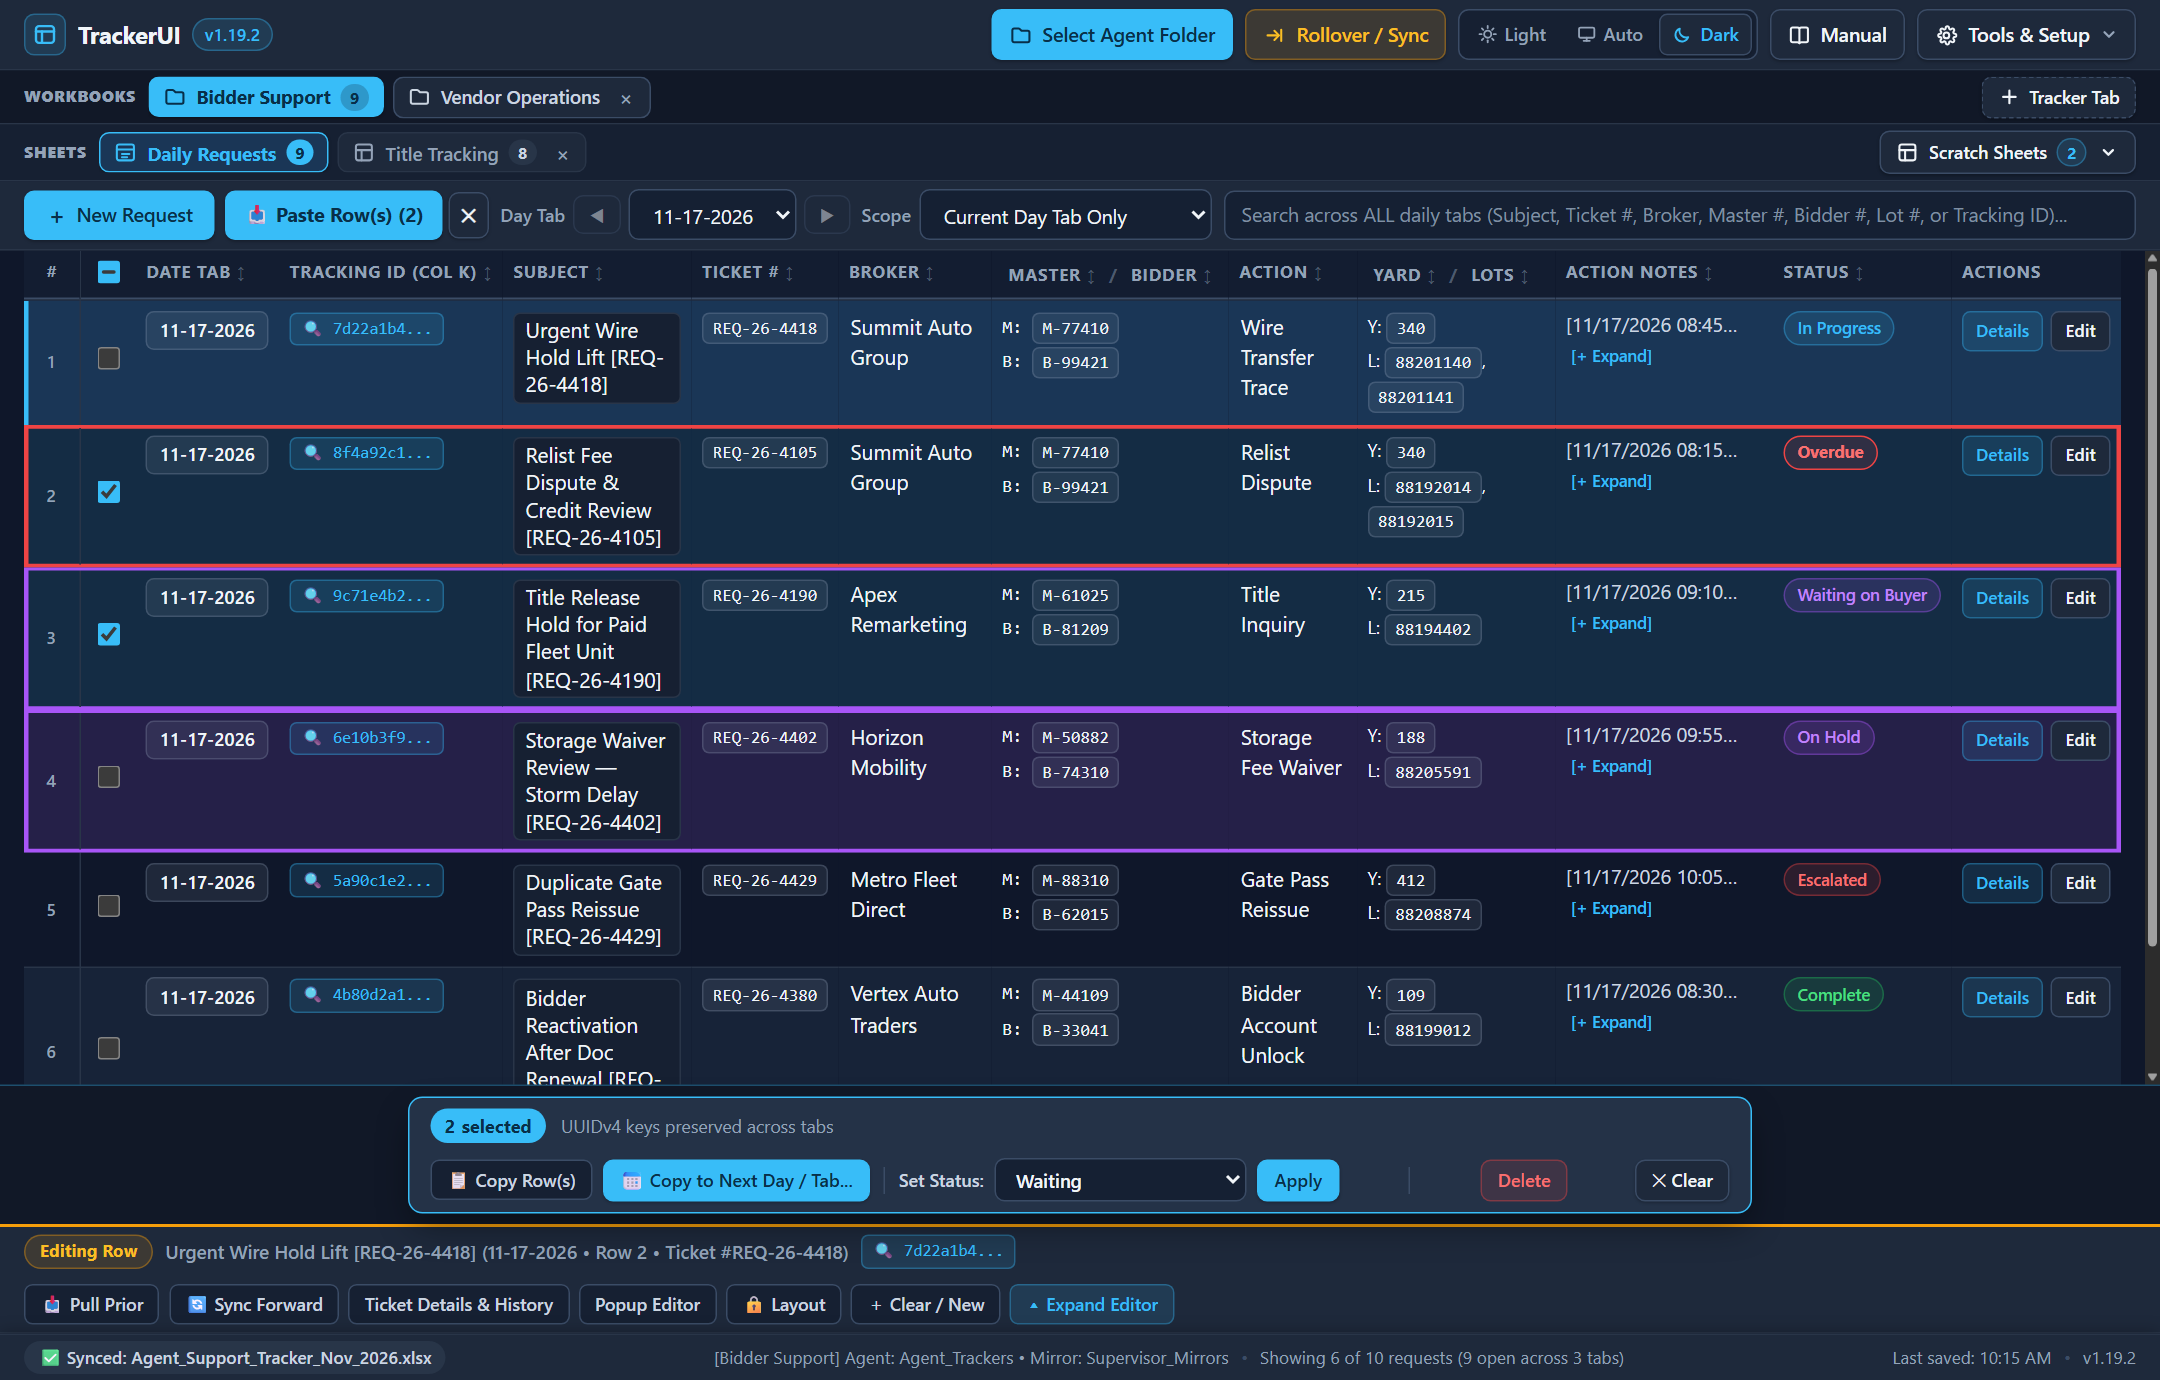 TrackerUI v1.19.2 Select Agent Folder Rollover / Sync Light Auto Dark Manual Tools & Setup
WORKBOOKS Bidder Support 9 Vendor Operations × + Tracker Tab
SHEETS Daily Requests 9 Title Tracking 8 × Scratch Sheets 2
+ New Request Paste Row(s) (2) ✕ Day Tab ◀ 11-17-2026 ▶ Scope Current Day Tab Only Search across ALL daily tabs (Subject, Ticket #, Broker, Master #, Bidder #, Lot #, or Tracking ID)...
# DATE TAB ↕ TRACKING ID (COL K) ↕ SUBJECT ↕ TICKET # ↕ BROKER ↕ MASTER ↕ / BIDDER ↕ ACTION ↕ YARD ↕ / LOTS ↕ ACTION NOTES ↕ STATUS ↕ ACTIONS
1 11-17-2026 7d22a1b4... Urgent Wire REQ-26-4418 Summit Auto M: M-77410 Wire Y: 340 [11/17/2026 08:45... In Progress Details Edit
Hold Lift [REQ- Group B: B-99421 Transfer L: 88201140, [+ Expand]
26-4418] Trace 88201141
2 11-17-2026 8f4a92c1... Relist Fee REQ-26-4105 Summit Auto M: M-77410 Relist Y: 340 [11/17/2026 08:15... Overdue Details Edit
Dispute & Group B: B-99421 Dispute L: 88192014, [+ Expand]
Credit Review 88192015
[REQ-26-4105]
3 11-17-2026 9c71e4b2... Title Release REQ-26-4190 Apex M: M-61025 Title Y: 215 [11/17/2026 09:10... Waiting on Buyer Details Edit
Hold for Paid Remarketing B: B-81209 Inquiry L: 88194402 [+ Expand]
Fleet Unit
[REQ-26-4190]
4 11-17-2026 6e10b3f9... Storage Waiver REQ-26-4402 Horizon M: M-50882 Storage Y: 188 [11/17/2026 09:55... On Hold Details Edit
Review — Mobility B: B-74310 Fee Waiver L: 88205591 [+ Expand]
Storm Delay
[REQ-26-4402]
5 11-17-2026 5a90c1e2... Duplicate Gate REQ-26-4429 Metro Fleet M: M-88310 Gate Pass Y: 412 [11/17/2026 10:05... Escalated Details Edit
Pass Reissue Direct B: B-62015 Reissue L: 88208874 [+ Expand]
[REQ-26-4429]
6 11-17-2026 4b80d2a1... Bidder REQ-26-4380 Vertex Auto M: M-44109 Bidder Y: 109 [11/17/2026 08:30... Complete Details Edit
Reactivation Traders B: B-33041 Account L: 88199012 [+ Expand]
After Doc Unlock
Renewal [REQ-
2 selected UUIDv4 keys preserved across tabs
Copy Row(s) Copy to Next Day / Tab... Set Status: Waiting Apply Delete ✕ Clear
Editing Row Urgent Wire Hold Lift [REQ-26-4418] (11-17-2026 • Row 2 • Ticket #REQ-26-4418) 7d22a1b4...
Pull Prior Sync Forward Ticket Details & History Popup Editor Layout + Clear / New ▴ Expand Editor
Synced: Agent_Support_Tracker_Nov_2026.xlsx [Bidder Support] Agent: Agent_Trackers • Mirror: Supervisor_Mirrors • Showing 6 of 10 requests (9 open across 3 tabs) Last saved: 10:15 AM • v1.19.2